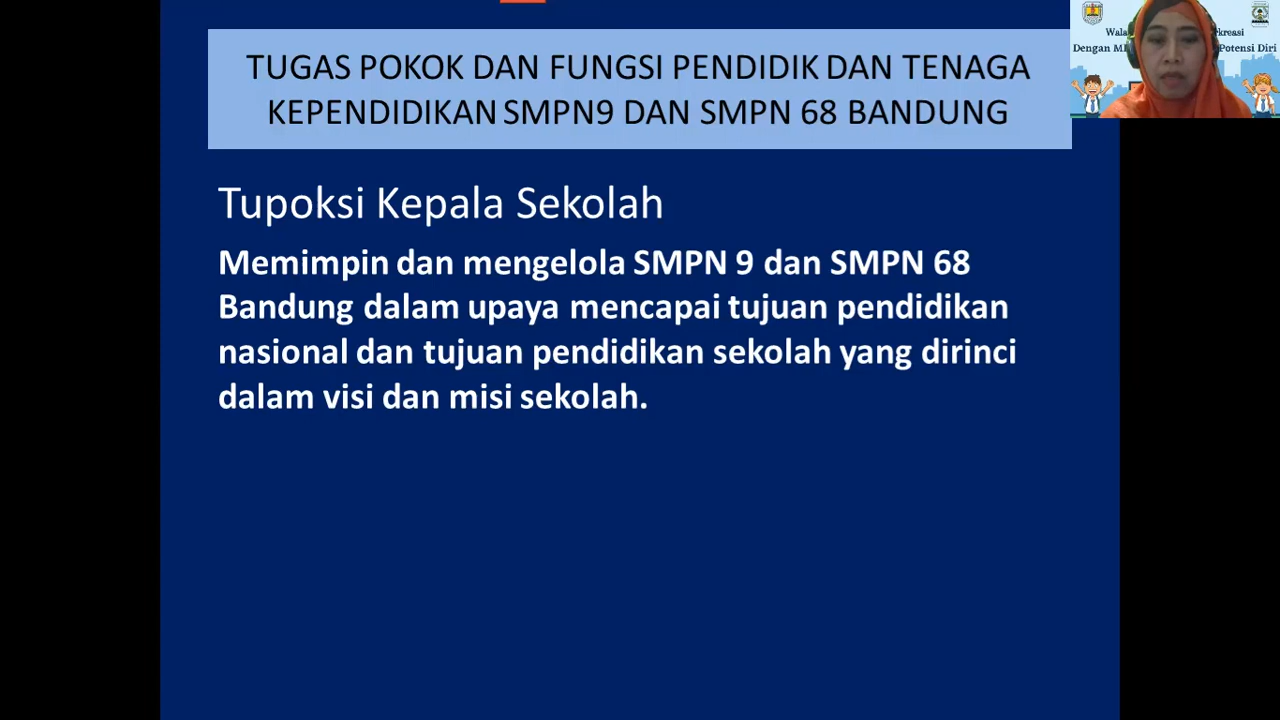 TUGAS POKOK DAN FUNGSI PENDIDIK DAN TENAGA
KEPENDIDIKAN SMPN9 DAN SMPN 68 BANDUNG
Tupoksi Kepala Sekolah
Memimpin dan mengelola SMPN 9 dan SMPN 68
Bandung dalam upaya mencapai tujuan pendidikan
nasional dan tujuan pendidikan sekolah yang dirinci
dalam visi dan misi sekolah.
Dengan
Potensi Diri